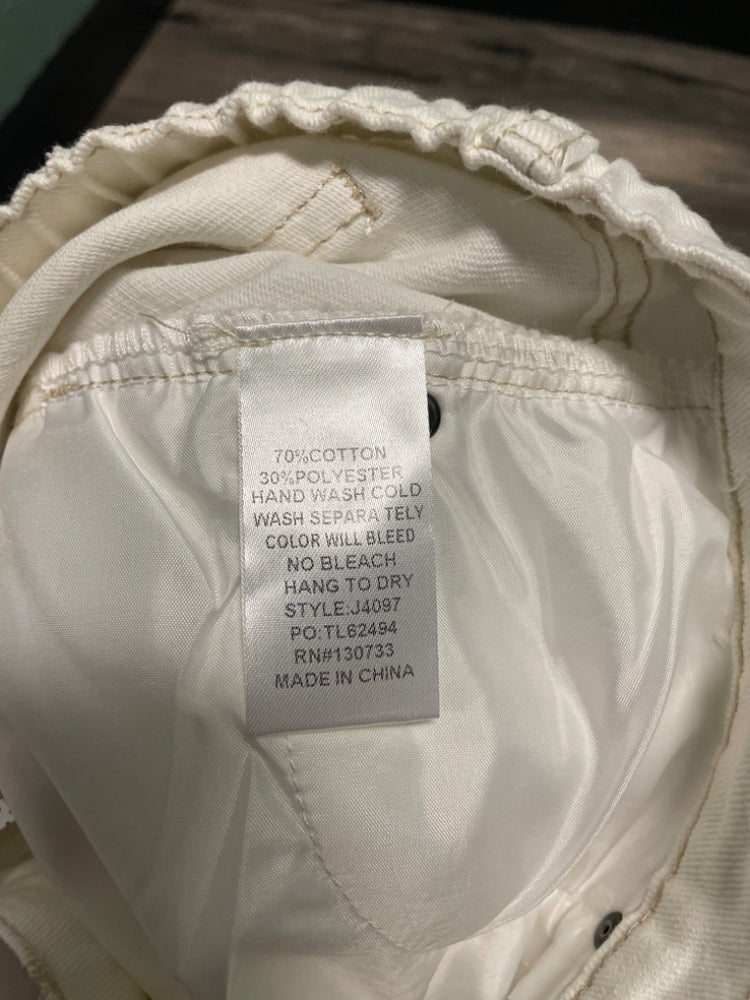 70%COTTON
30%POLYESTER
HAND WASH COLD
WASH SEPARA TELY
COLOR WILL BLEED
NO BLEACH
HANG TO DRY
STYLE:J4097
PO:TL62494
RN#130733
MADE IN CHINA